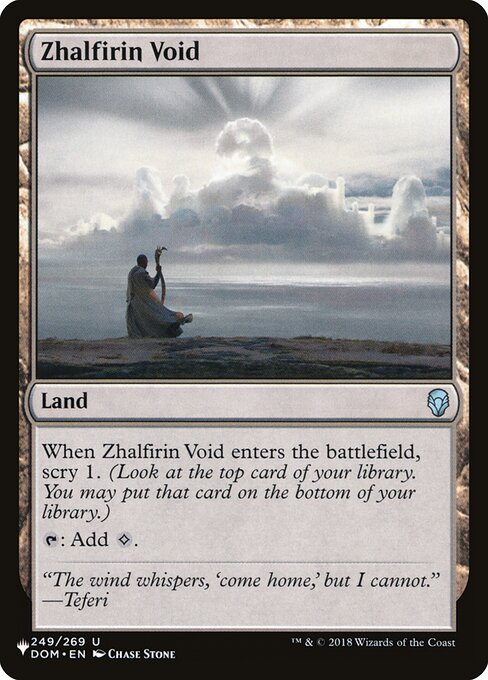 Zhalfirin Void
Land
When Zhalfirin Void enters the battlefield,
scry 1. (Look at the top card of your library.
You may put that card on the bottom of your
library.)
: Add .
“The wind whispers, ‘come home,’ but I cannot.”
—Teferi
249/269 U
DOM • EN Chase Stone
™ & © 2018 Wizards of the Coast